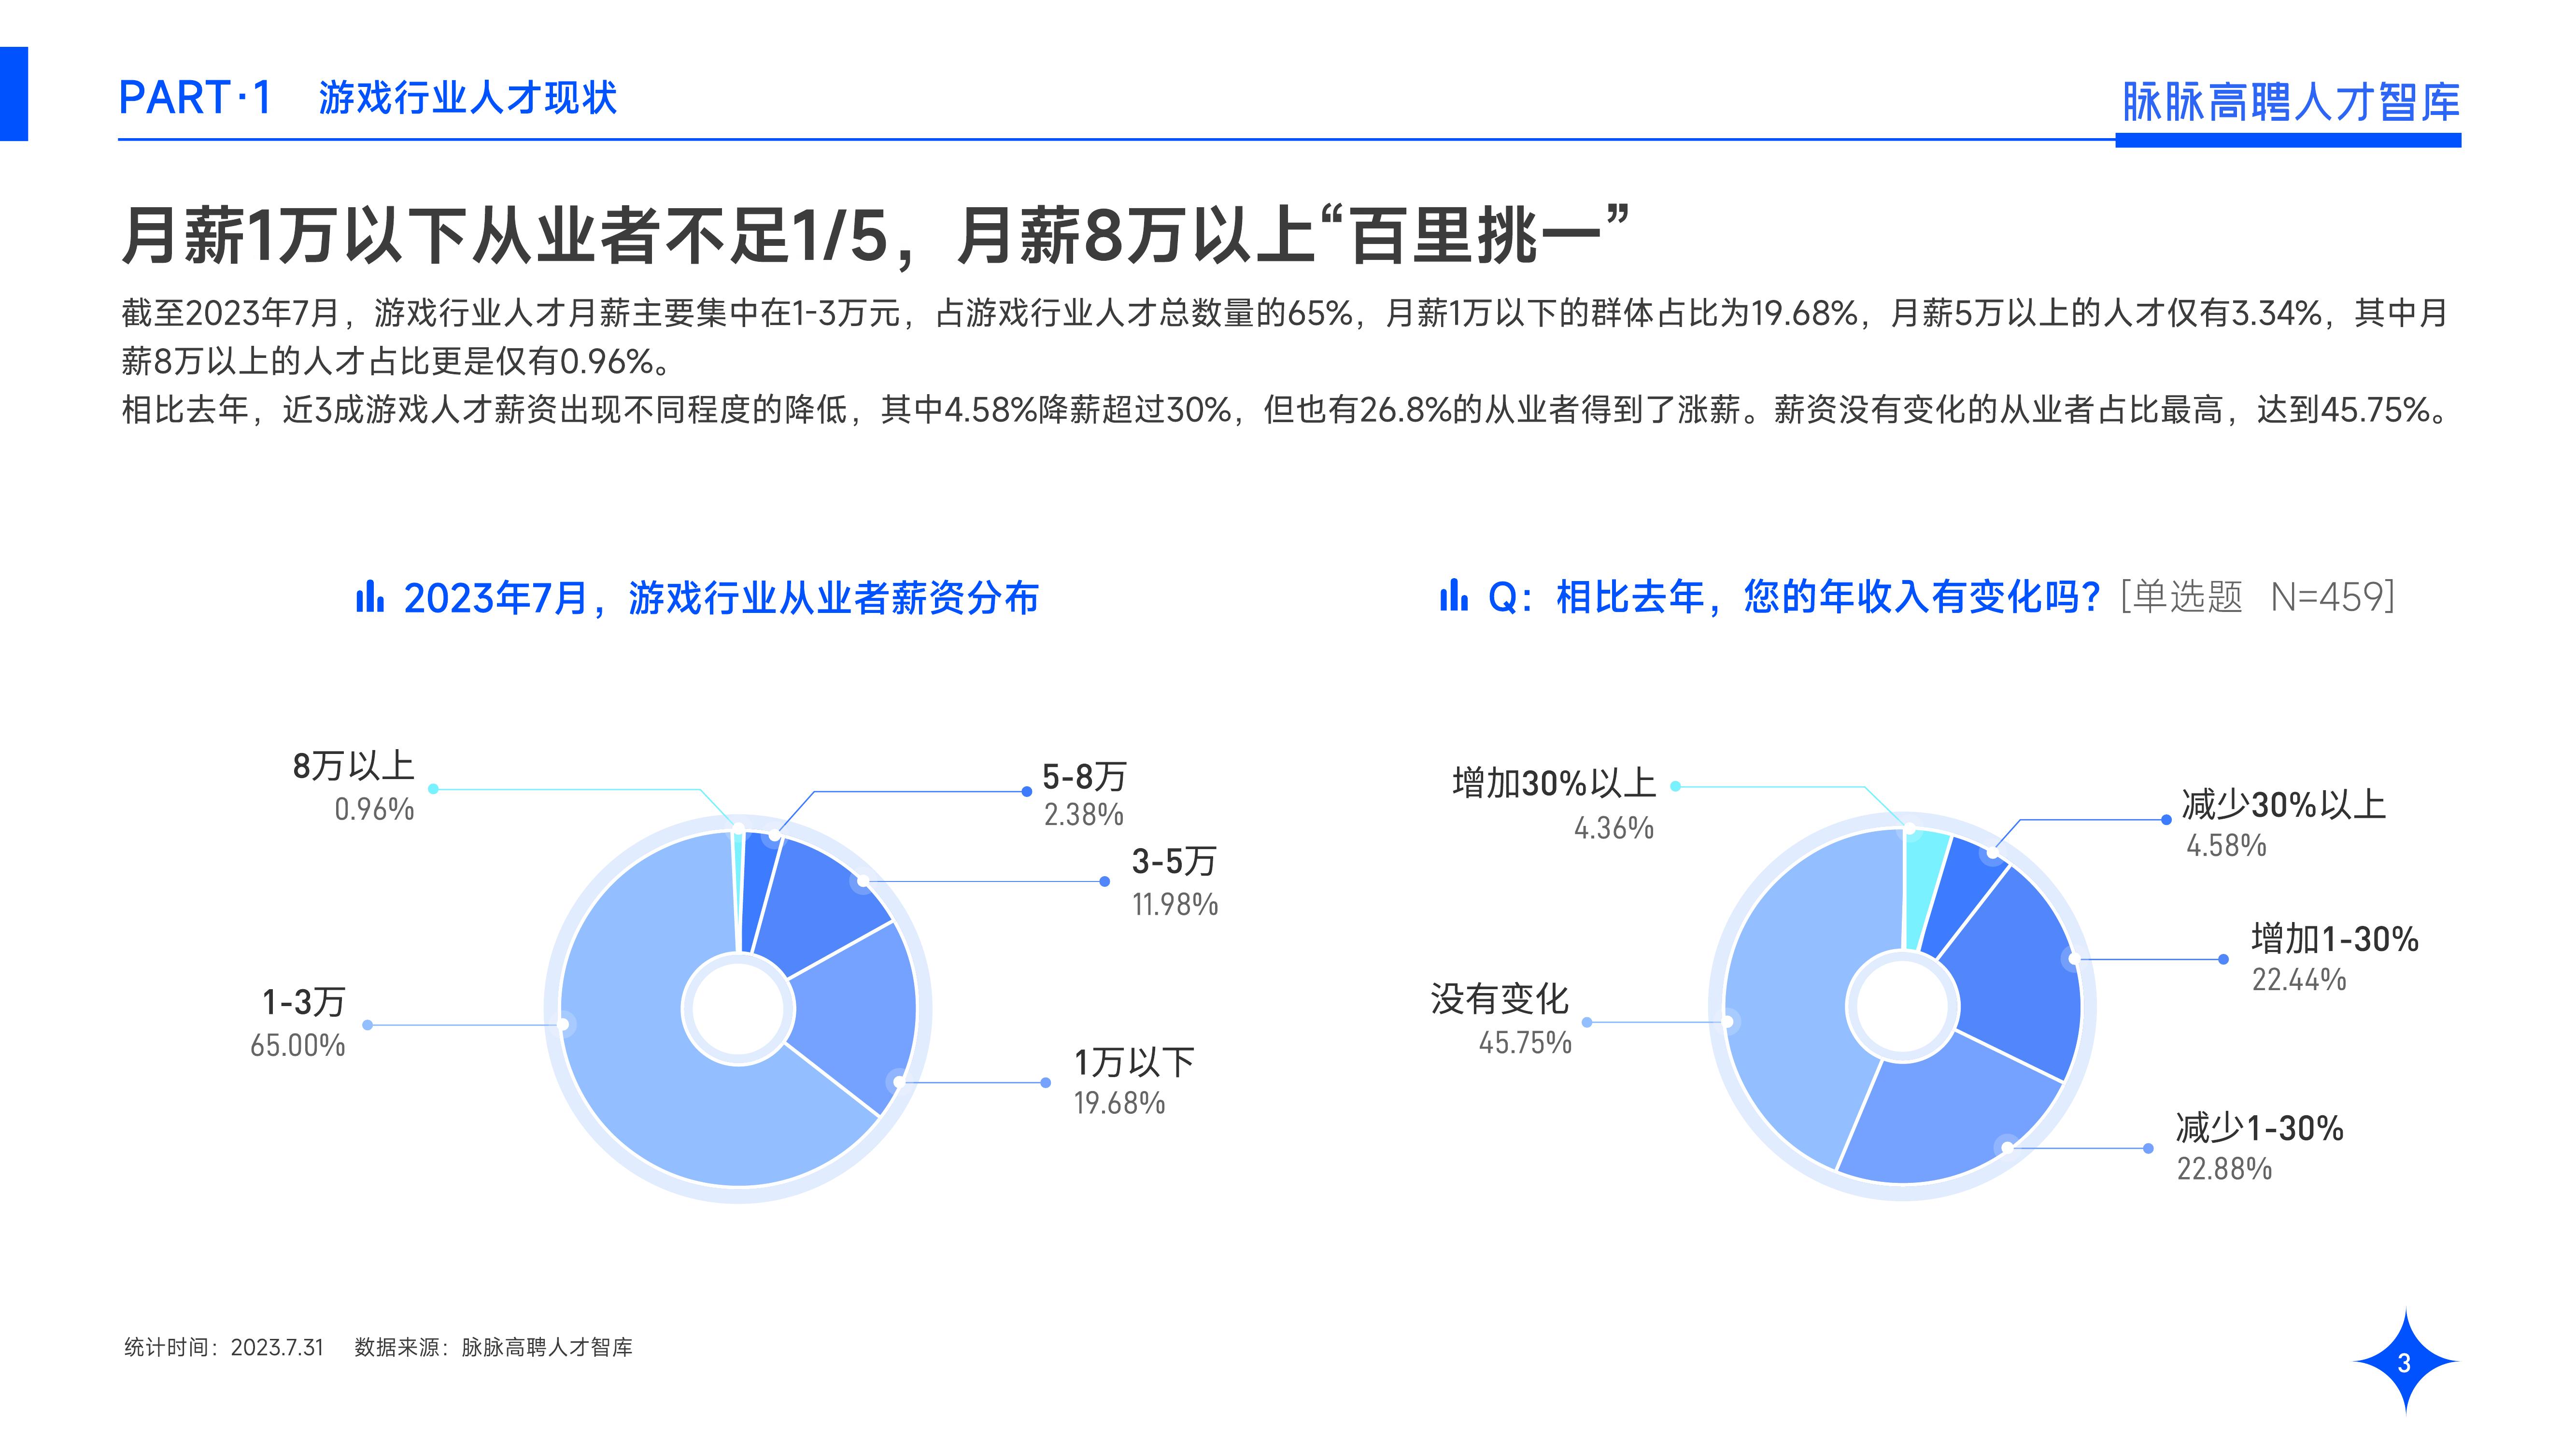 PART·1 游戏行业人才现状
脉脉高聘人才智库
月薪1万以下从业者不足1/5，月薪8万以上“百里挑一”
截至2023年7月，游戏行业人才月薪主要集中在1-3万元，占游戏行业人才总数量的65%，月薪1万以下的群体占比为19.68%，月薪5万以上的人才仅有3.34%，其中月
薪8万以上的人才占比更是仅有0.96%。
相比去年，近3成游戏人才薪资出现不同程度的降低，其中4.58%降薪超过30%，但也有26.8%的从业者得到了涨薪。薪资没有变化的从业者占比最高，达到45.75%。
2023年7月，游戏行业从业者薪资分布
8万以上
0.96%
5-8万
2.38%
3-5万
11.98%
1-3万
65.00%
1万以下
19.68%
Q：相比去年，您的年收入有变化吗？[单选题 N=459]
增加30%以上
4.36%
减少30%以上
4.58%
增加1-30%
22.44%
没有变化
45.75%
减少1-30%
22.88%
统计时间：2023.7.31 数据来源：脉脉高聘人才智库
3